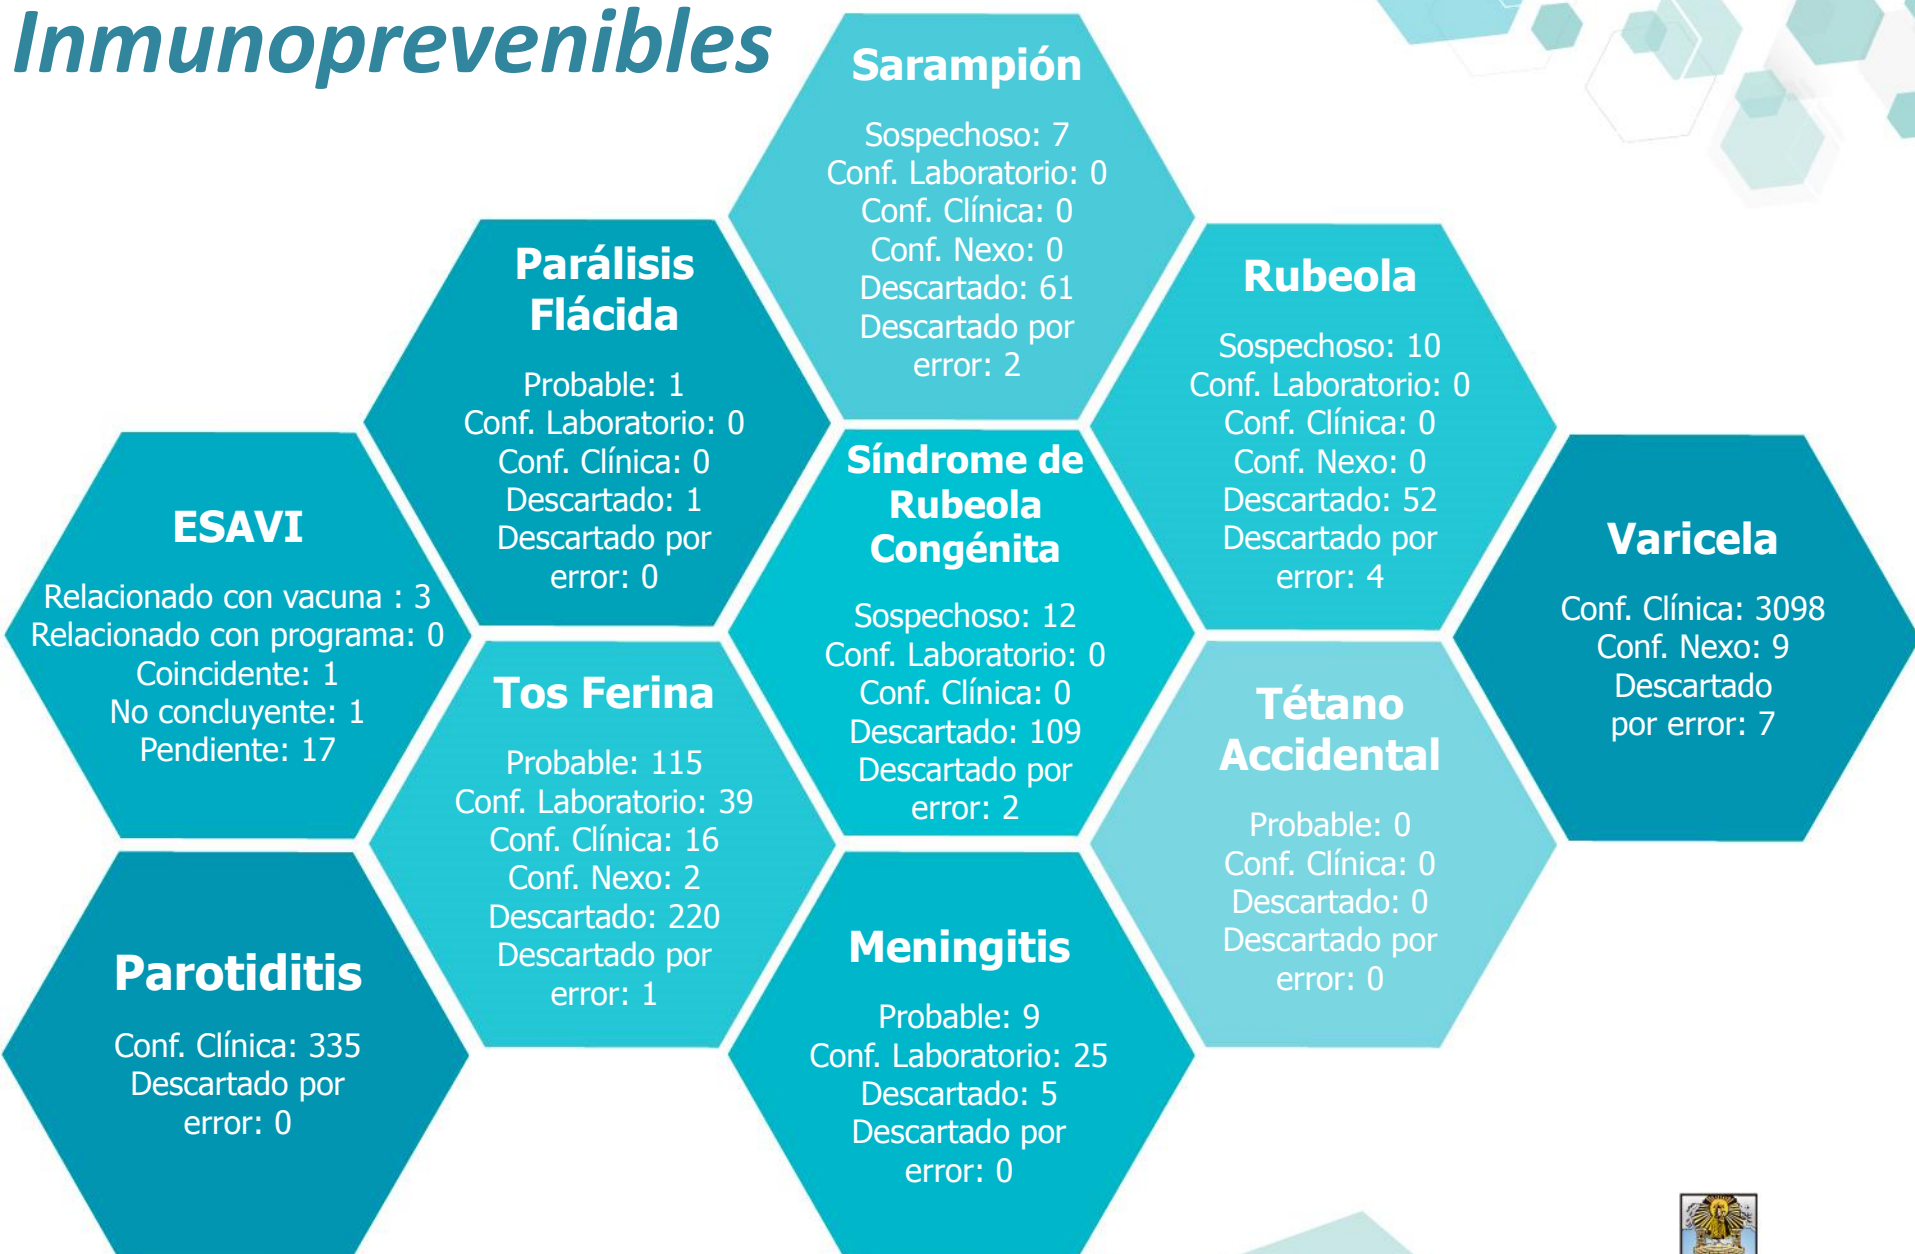 Inmunoprevenibles
Sarampión
Sospechoso: 7
Conf. Laboratorio: 0
Conf. Clínica: 0
Conf. Nexo: 0
Descartado: 61
Descartado por
error: 2
Parálisis
Flácida
Probable: 1
Conf. Laboratorio: 0
Conf. Clínica: 0
Descartado: 1
Descartado por
error: 0
Rubeola
Sospechoso: 10
Conf. Laboratorio: 0
Conf. Clínica: 0
Conf. Nexo: 0
Descartado: 52
Descartado por
error: 4
ESAVI
Relacionado con vacuna : 3
Relacionado con programa: 0
Coincidente: 1
No concluyente: 1
Pendiente: 17
Síndrome de
Rubeola
Congénita
Sospechoso: 12
Conf. Laboratorio: 0
Conf. Clínica: 0
Descartado: 109
Descartado por
error: 2
Varicela
Conf. Clínica: 3098
Conf. Nexo: 9
Descartado
por error: 7
Tos Ferina
Probable: 115
Conf. Laboratorio: 39
Conf. Clínica: 16
Conf. Nexo: 2
Descartado: 220
Descartado por
error: 1
Tétano
Accidental
Probable: 0
Conf. Clínica: 0
Descartado: 0
Descartado por
error: 0
Parotiditis
Conf. Clínica: 335
Descartado por
error: 0
Meningitis
Probable: 9
Conf. Laboratorio: 25
Descartado: 5
Descartado por
error: 0